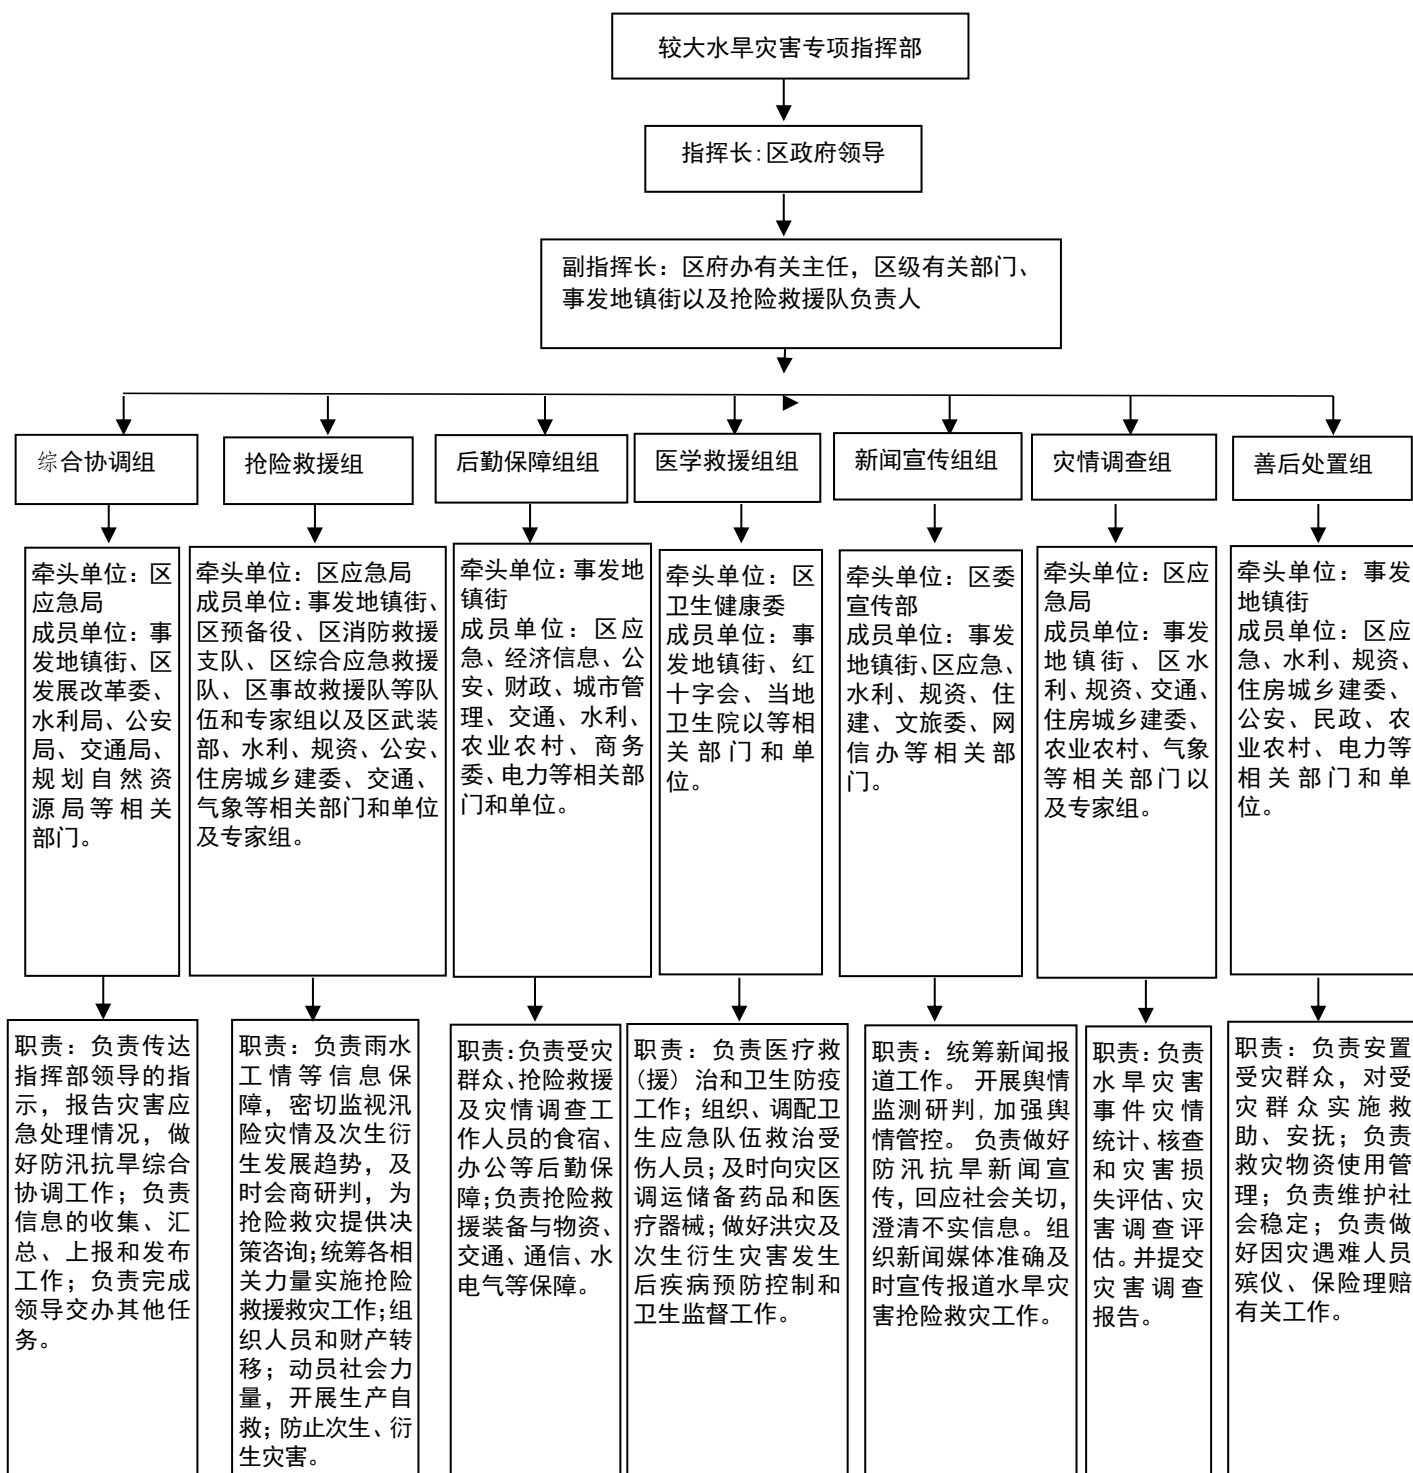 较大水旱灾害专项指挥部
指挥长:区政府领导
副指挥长：区府办有关主任，区级有关部门、
事发地镇街以及抢险救援队负责人
综合协调组
抢险救援组
后勤保障组组
医学救援组组
新闻宣传组组
灾情调查组
善后处置组
牵头单位：区
应急局
成员单位：事
发地镇街、区
发展改革委、
水利局、公安
局、交通局、
规划自然资
源局等相关
部门。
牵头单位：区应急局
成员单位：事发地镇街、
区预备役、区消防救援
支队、区综合应急救援
队、区事故救援队等队
伍和专家组以及区武装
部、水利、规资、公安、
住房城乡建委、交通、
气象等相关部门和单位
及专家组。
牵头单位：事发地
镇街
成员单位：区应
急、经济信息、公
安、财政、城市管
理、交通、水利、
农业农村、商务
委、电力等相关部
门和单位。
牵头单位：区
卫生健康委
成员单位：事
发地镇街、红
十字会、当地
卫生院以等相
关部门和单
位。
牵头单位：区委
宣传部
成员单位：事发
地镇街、区应急、
水利、规资、住
建、文旅委、网
信办等相关部
门。
牵头单位：区应
急局
成员单位：事发
地镇街、区水
利、规资、交通、
住房城乡建委、
农业农村、气象
等相关部门以
及专家组。
牵头单位：事发
地镇街
成员单位：区应
急、水利、规资、
住房城乡建委、
公安、民政、农
业农村、电力等
相关部门和单
位。
职责：负责传达
指挥部领导的指
示，报告灾害应
急处理情况，做
好防汛抗旱综合
协调工作；负责
信息的收集、汇
总、上报和发布
工作；负责完成
领导交办其他任
务。
职责：负责雨水
工情等信息保
障，密切监视汛
险灾情及次生衍
生发展趋势，及
时会商研判，为
抢险救灾提供决
策咨询;统筹各相
关力量实施抢险
救援救灾工作;组
织人员和财产转
移；动员社会力
量，开展生产自
救；防止次生、衍
生灾害。
职责：负责受灾
群众、抢险救援
及灾情调查工
作人员的食宿、
办公等后勤保
障；负责抢险救
援装备与物资、
交通、通信、水
电气等保障。
职责：负责医疗救
（援）治和卫生防疫
工作；组织、调配卫
生应急队伍救治受
伤人员；及时向灾区
调运储备药品和医
疗器械；做好洪灾及
次生衍生灾害发生
后疾病预防控制和
卫生监督工作。
职责：统筹新闻报
道工作。 开展舆情
监测研判，加强舆
情管控。 负责做好
防汛抗旱新闻宣
传，回应社会关切，
澄清不实信息。组
织新闻媒体准确及
时宣传报道水旱灾
害抢险救灾工作。
职责：负责
水旱灾害
事件灾情
统计、核查
和灾害损
失评估、灾
害调查评
估。并提交
灾害调查
报告。
职责：负责安置
受灾群众，对受
灾群众实施救
助、安抚；负责
救灾物资使用管
理；负责维护社
会稳定；负责做
好因灾遇难人员
殡仪、保险理赔
有关工作。